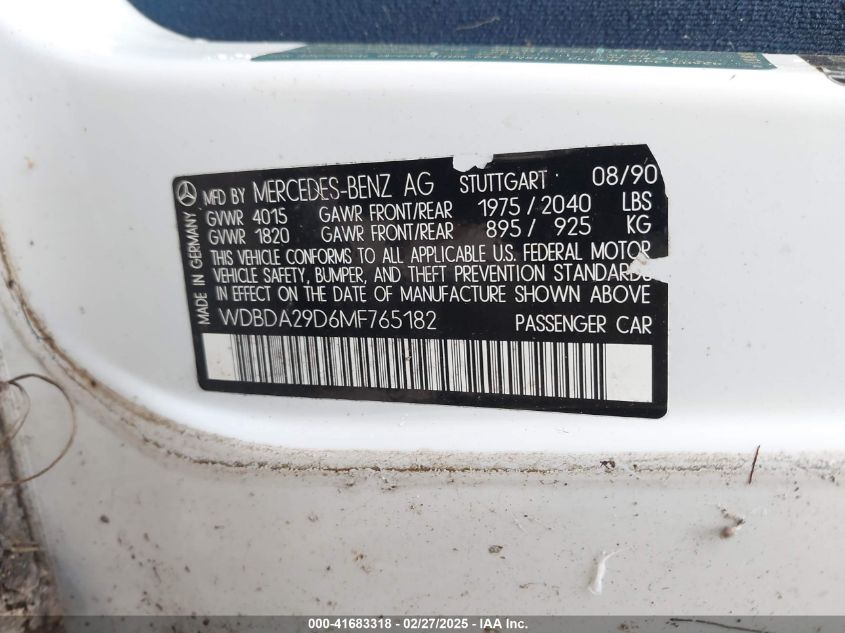 MFD BY MERCEDES-BENZ AG STUTTGART 08/90
GVWR 4015 GAWR FRONT/REAR 1975 / 2040 LBS
GVWR 1820 GAWR FRONT/REAR 895 / 925 KG
THIS VEHICLE CONFORMS TO ALL APPLICABLE U.S. FEDERAL MOTOR
VEHICLE SAFETY, BUMPER, AND THEFT PREVENTION STANDARDS
IN EFFECT ON THE DATE OF MANUFACTURE SHOWN ABOVE
WDBDA29D6MF765182 PASSENGER CAR
MADE IN GERMANY
000-41683318 - 02/27/2025 - IAA Inc.